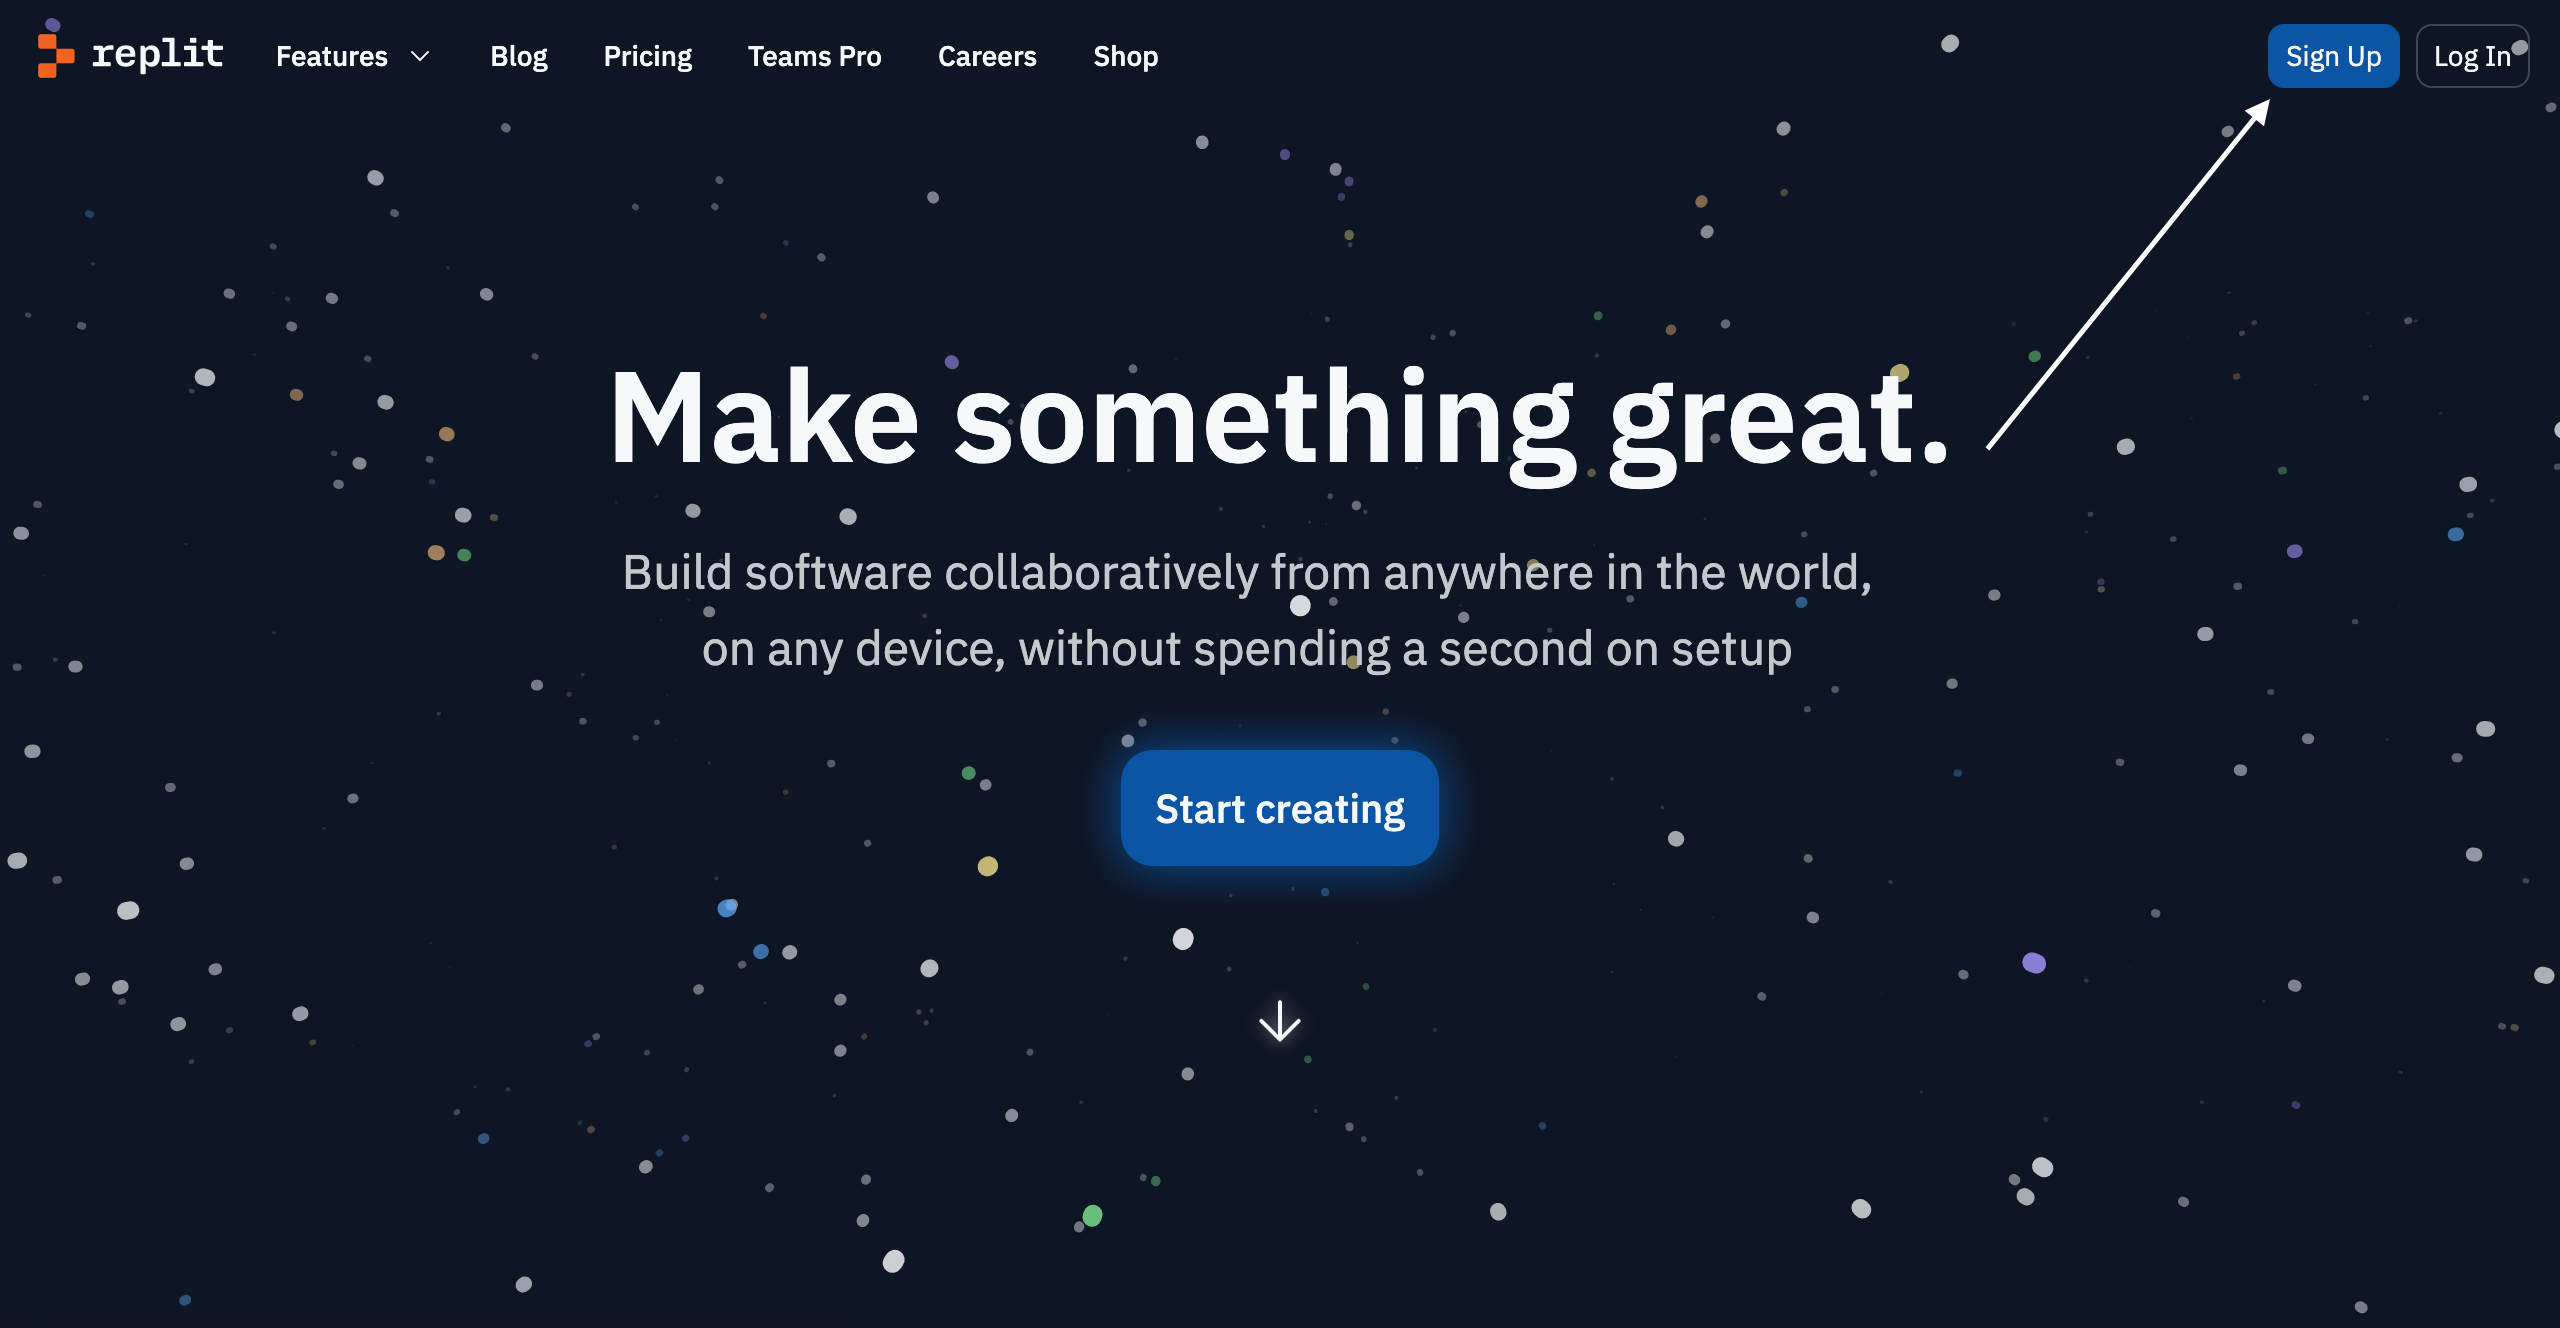 replit Features Blog Pricing Teams Pro Careers Shop Sign Up Log In
Make something great.
Build software collaboratively from anywhere in the world,
on any device, without spending a second on setup
Start creating